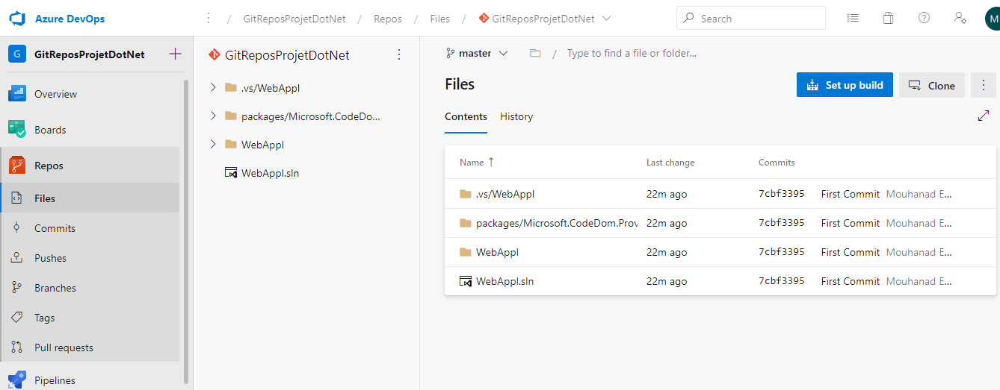 Azure DevOps
/ GitReposProjetDotNet / Repos / Files / GitReposProjetDotNet
Search
M
G GitReposProjetDotNet
Overview
Boards
Repos
Files
Commits
Pushes
Branches
Tags
Pull requests
Pipelines
GitReposProjetDotNet
.vs/WebAppl
packages/Microsoft.CodeDo...
WebAppl
WebAppl.sln
master / Type to find a file or folder...
Files
Set up build Clone
Contents History
Name ↑ Last change Commits
.vs/WebAppl 22m ago 7cbf3395 First Commit Mouhanad E...
packages/Microsoft.CodeDom.Prov 22m ago 7cbf3395 First Commit Mouhanad E...
WebAppl 22m ago 7cbf3395 First Commit Mouhanad E...
WebAppl.sln 22m ago 7cbf3395 First Commit Mouhanad E...